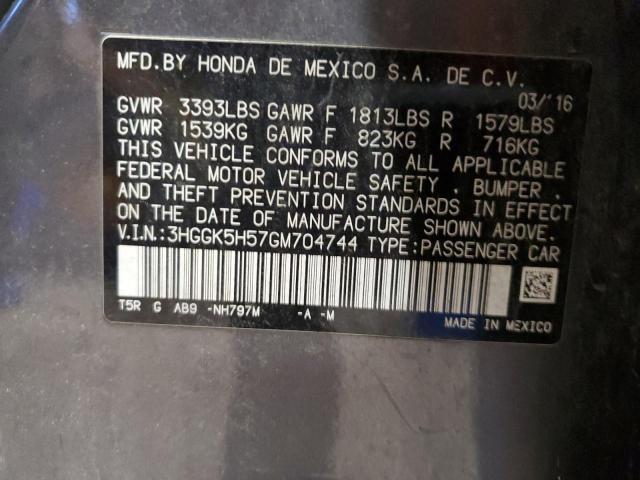 MFD.BY HONDA DE MEXICO S.A. DE C.V.
03/'16
GVWR 3393LBS GAWR F 1813LBS R 1579LBS
GVWR 1539KG GAWR F 823KG R 716KG
THIS VEHICLE CONFORMS TO ALL APPLICABLE
FEDERAL MOTOR VEHICLE SAFETY , BUMPER ,
AND THEFT PREVENTION STANDARDS IN EFFECT
ON THE DATE OF MANUFACTURE SHOWN ABOVE.
V.I.N.:3HGGK5H57GM704744 TYPE:PASSENGER CAR
T5R G AB9 -NH797M -A -M
MADE IN MEXICO